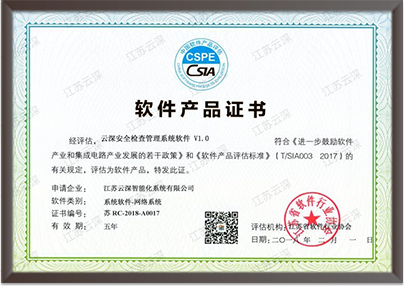 中国软件产品评估
CSPE
CSIA
软件产品证书
经评估，云深安全检查管理系统软件 V1.0 符合《进一步鼓励软件
产业和集成电路产业发展的若干政策》和《软件产品评估标准》（T/SIA003 2017）的
有关规定，评估为软件产品，特发此证。
申请企业：江苏云深智能化系统有限公司
软件类别：系统软件-网络系统
证书编号：苏 RC-2018-A0017
有效期：五年
评估机构：江苏省软件行业协会
日期：二〇一八年二月一日
江苏省软件行业协会
江苏云深